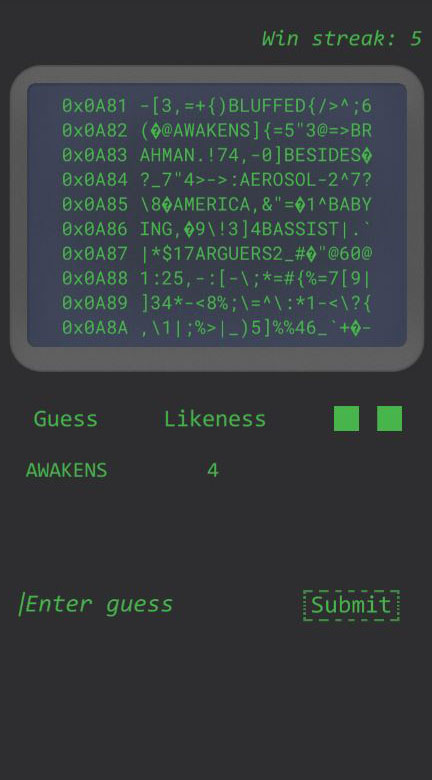 Win streak: 5
0x0A81 -[3,=+{)BLUFFED{/>^;6
0x0A82 (�@AWAKENS]{=5"3@=>BR
0x0A83 AHMAN.!74,-0]BESIDES�
0x0A84 ?_7"4>->:AEROSOL-2^7?
0x0A85 \8�AMERICA,&"=�1^BABY
0x0A86 ING,�9\!3]4BASSIST|.`
0x0A87 |*$17ARGUERS2_#�"@60@
0x0A88 1:25,-:[-\;*=#{%=7[9|
0x0A89 ]34*-<8%;\=^\:*1-<\?{
0x0A8A ,\1|;%>|_)5]%%46_`+�-
Guess Likeness
AWAKENS 4
Enter guess Submit